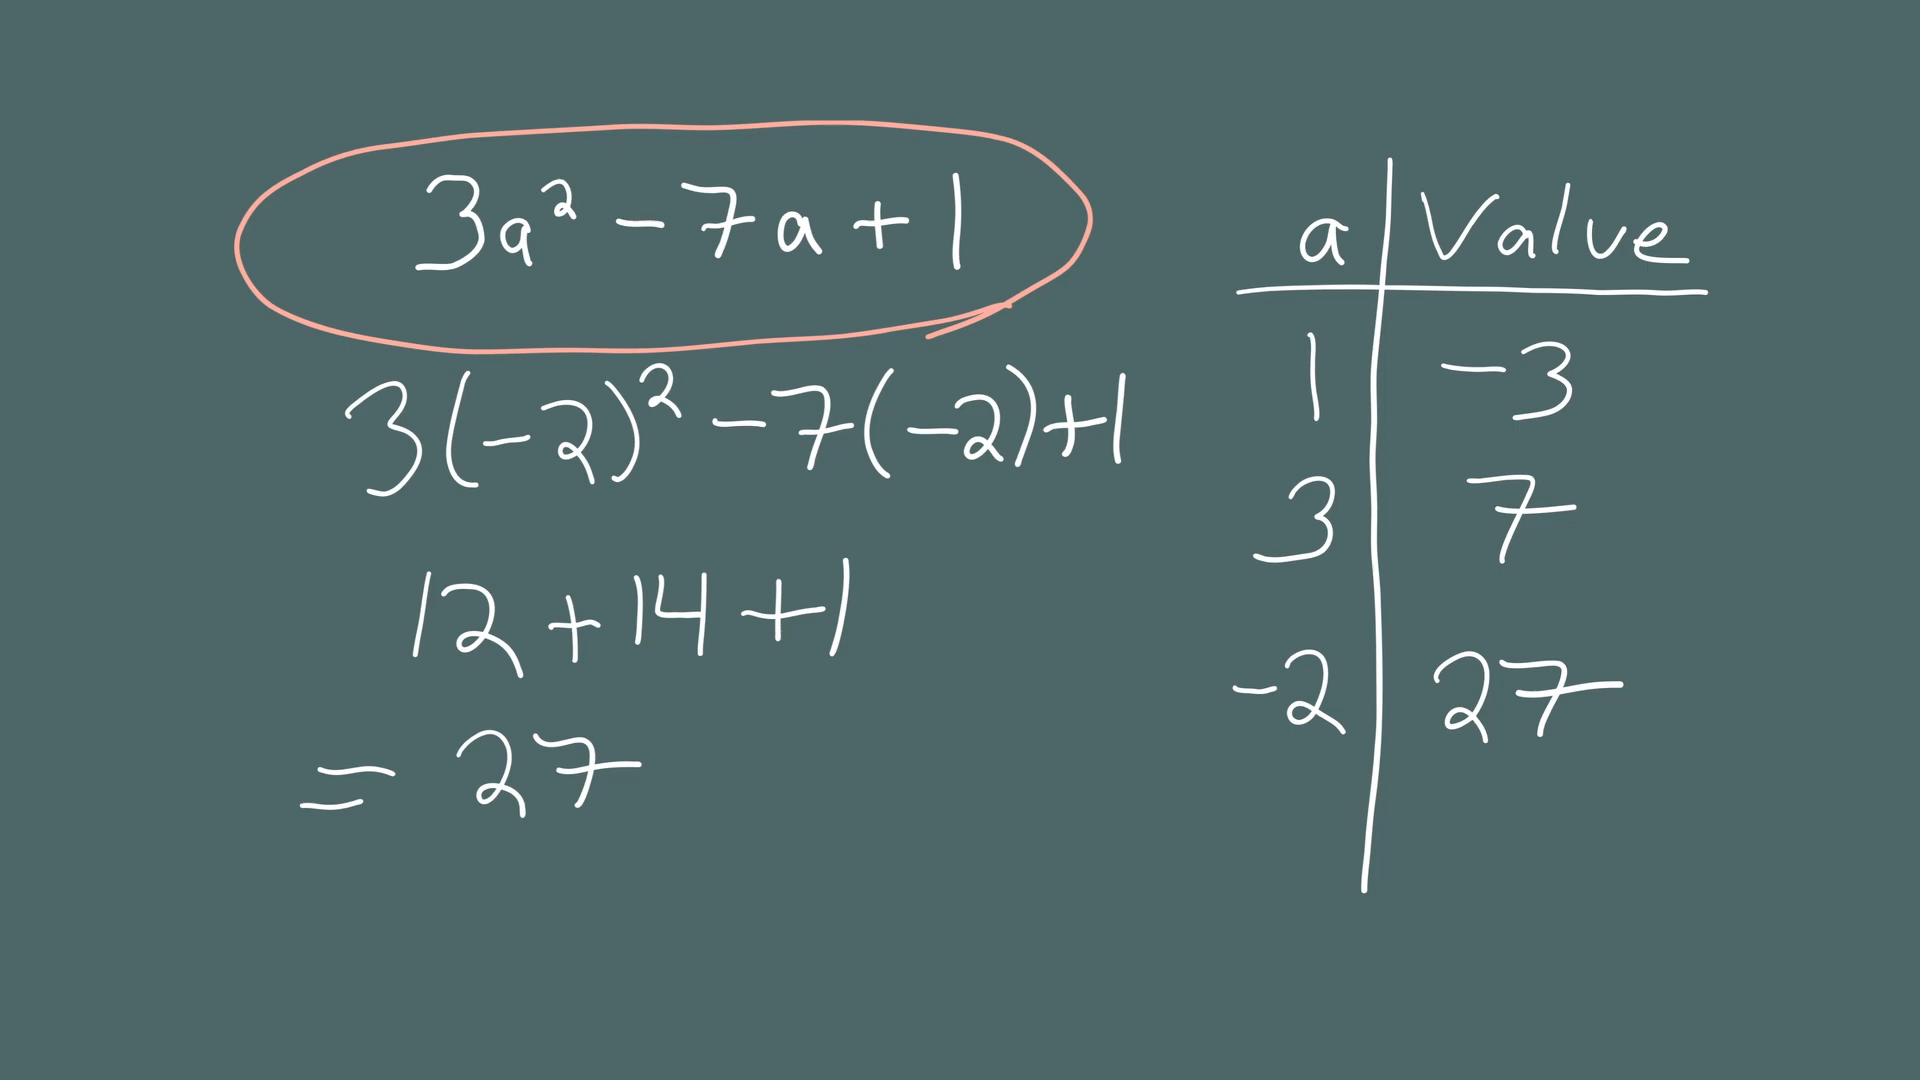 3a² - 7a + 1
3(-2)² - 7(-2) + 1
12 + 14 + 1
= 27
a Value
1 -3
3 7
-2 27